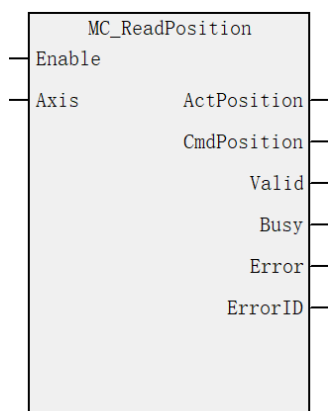 MC_ReadPosition
Enable
Axis ActPosition
CmdPosition
Valid
Busy
Error
ErrorID